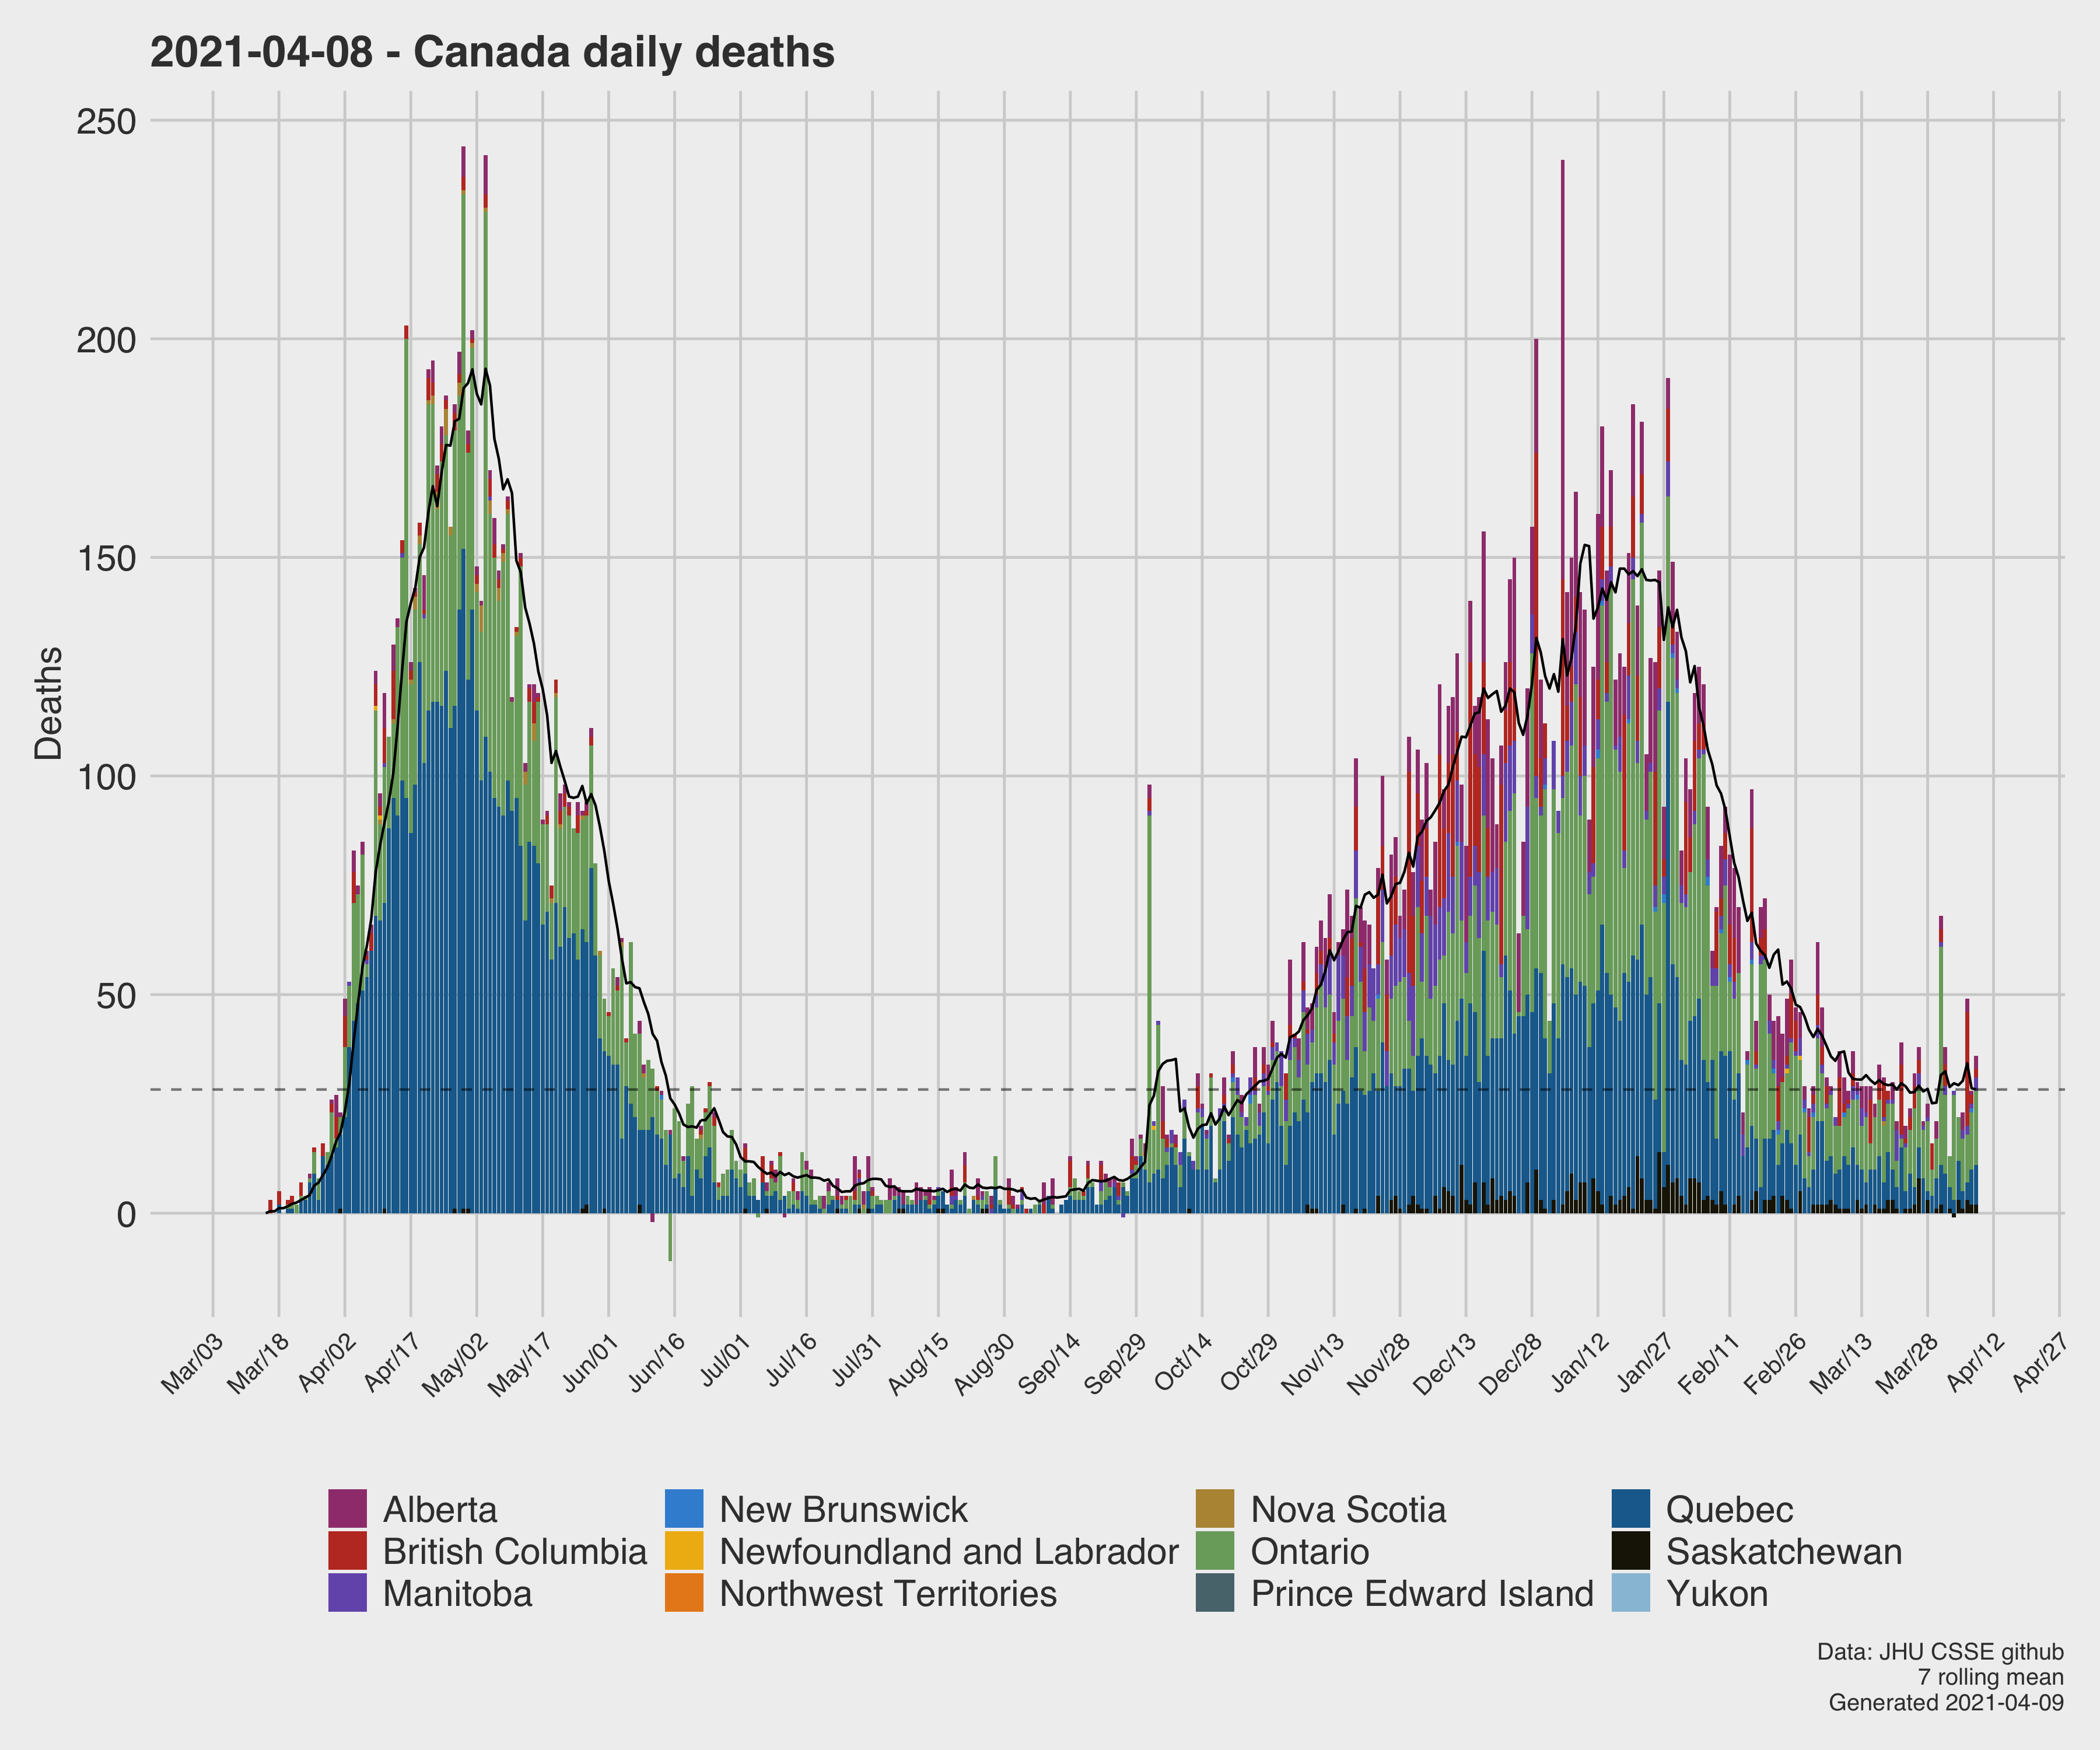 2021-04-08 - Canada daily deaths
250
200
150
100
50
0
Deaths
Mar/03
Mar/18
Apr/02
Apr/17
May/02
May/17
Jun/01
Jun/16
Jul/01
Jul/16
Jul/31
Aug/15
Aug/30
Sep/14
Sep/29
Oct/14
Oct/29
Nov/13
Nov/28
Dec/13
Dec/28
Jan/12
Jan/27
Feb/11
Feb/26
Mar/13
Mar/28
Apr/12
Apr/27
Alberta
British Columbia
Manitoba
New Brunswick
Newfoundland and Labrador
Northwest Territories
Nova Scotia
Ontario
Prince Edward Island
Quebec
Saskatchewan
Yukon
Data: JHU CSSE github
7 rolling mean
Generated 2021-04-09